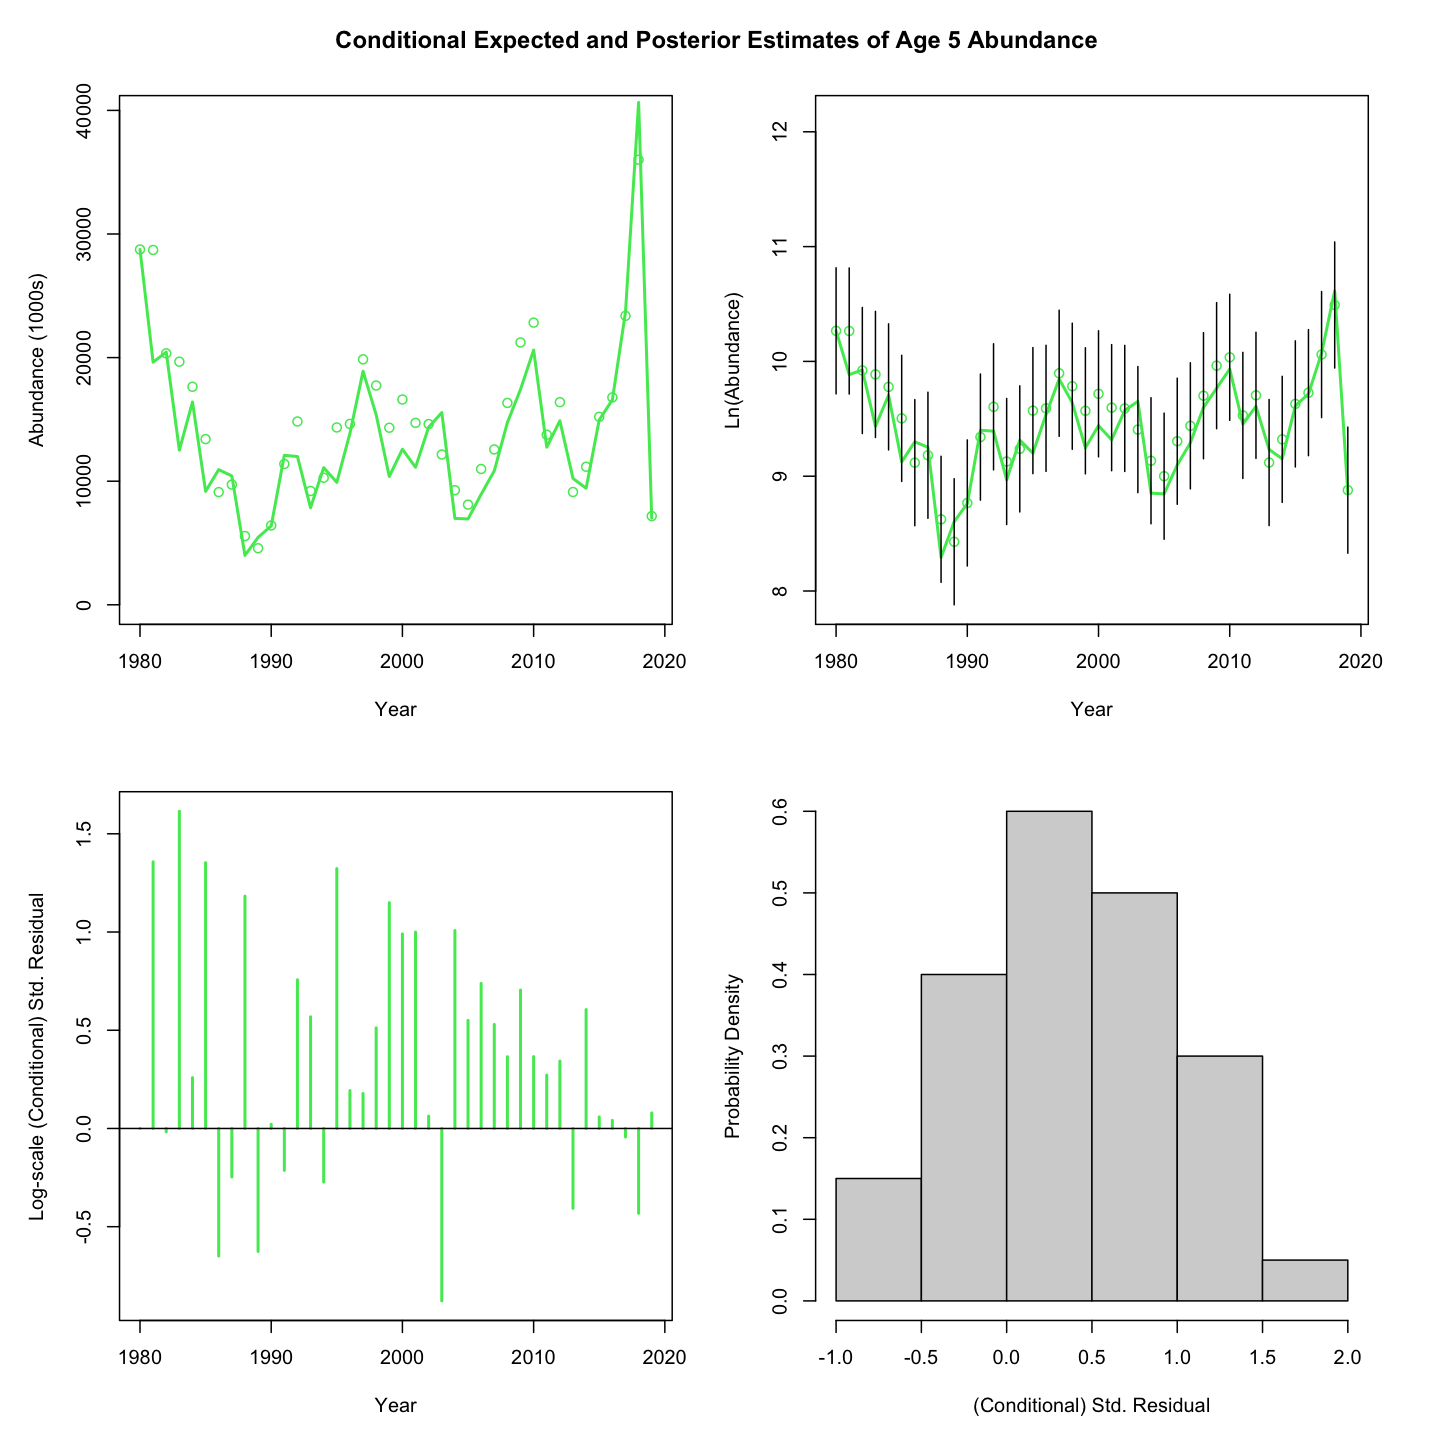 Conditional Expected and Posterior Estimates of Age 5 Abundance
Abundance (1000s)
40000
30000
20000
10000
0
1980 1990 2000 2010 2020
Year
Ln(Abundance)
12
11
10
9
8
1980 1990 2000 2010 2020
Year
Log-scale (Conditional) Std. Residual
1.5
1.0
0.5
0.0
-0.5
1980 1990 2000 2010 2020
Year
Probability Density
0.6
0.5
0.4
0.3
0.2
0.1
0.0
-1.0 -0.5 0.0 0.5 1.0 1.5 2.0
(Conditional) Std. Residual